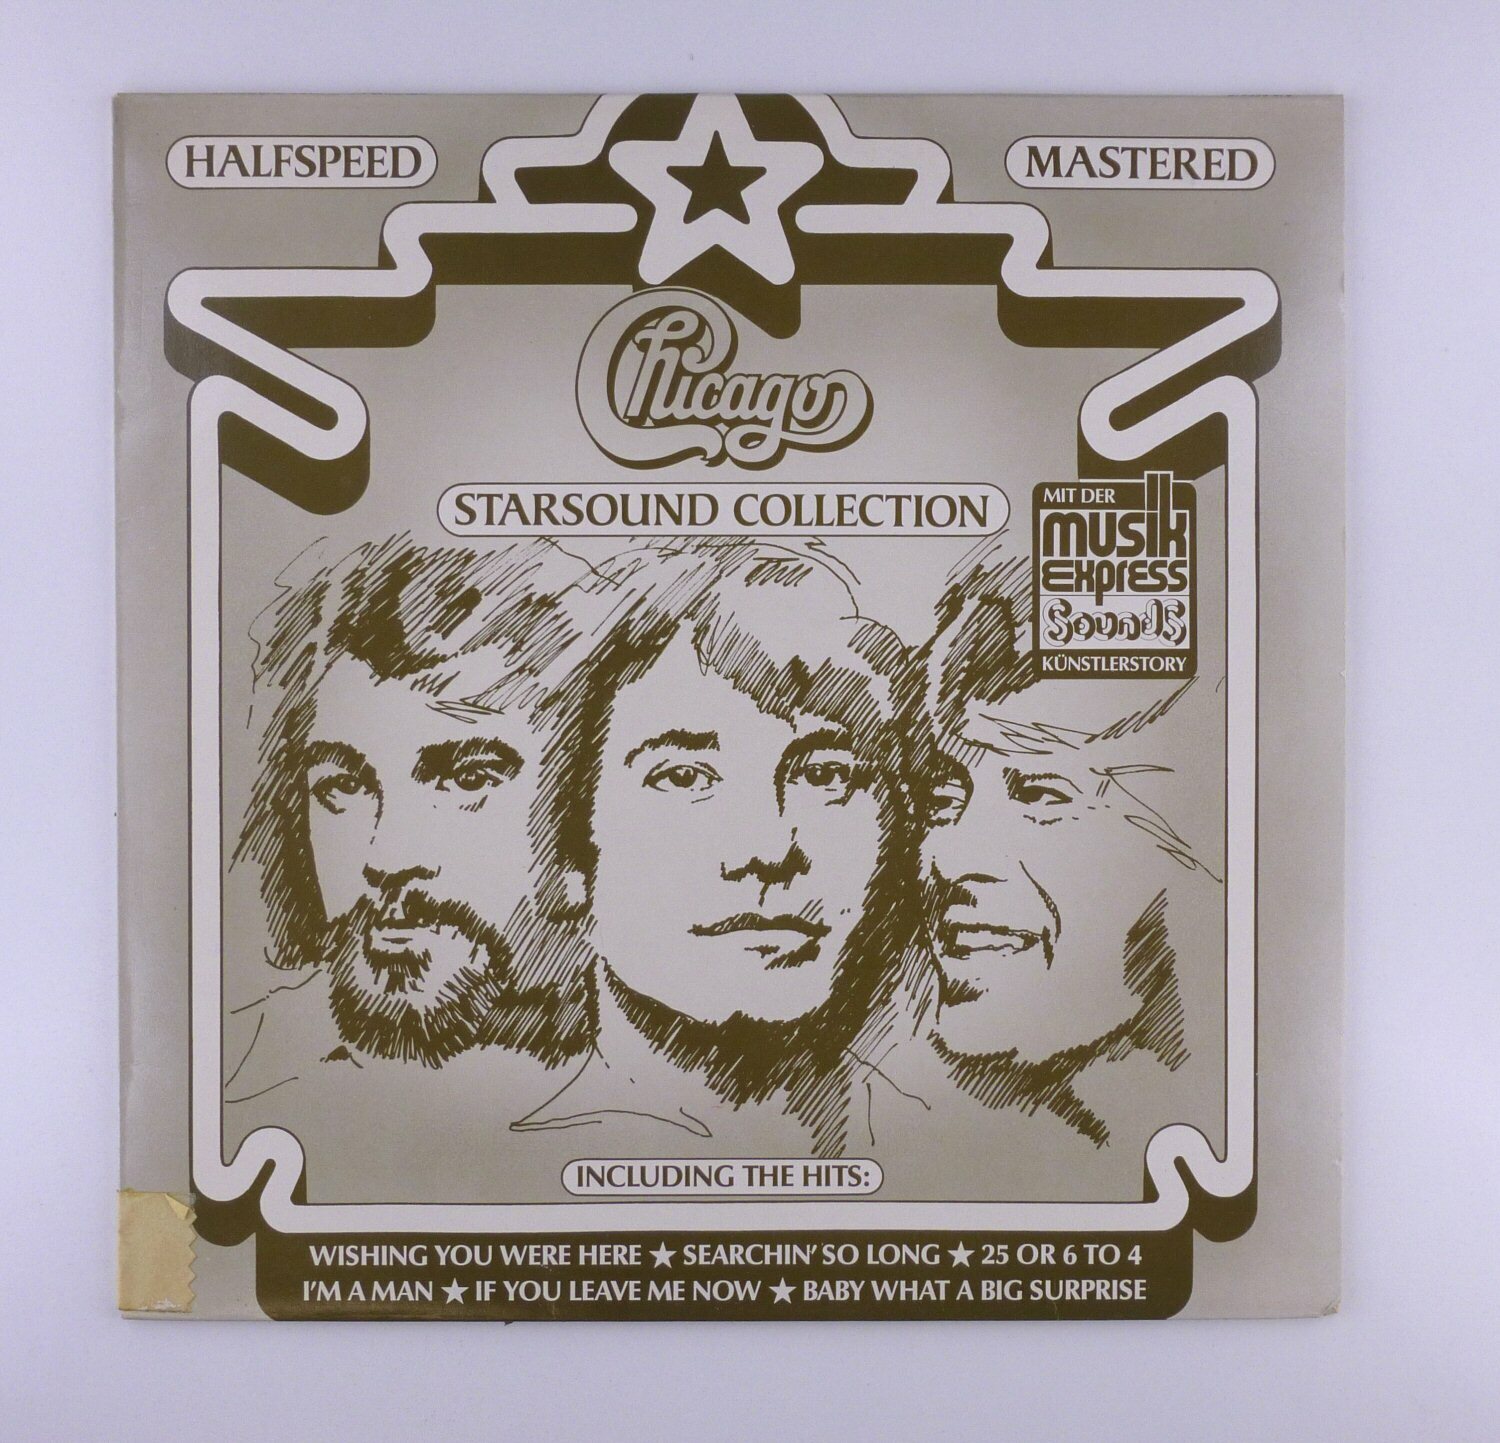 HALFSPEED
MASTERED
Chicago
STARSOUND COLLECTION
MIT DER
musik
Express
Sounds
KÜNSTLERSTORY
INCLUDING THE HITS:
WISHING YOU WERE HERE ★ SEARCHIN' SO LONG ★ 25 OR 6 TO 4
I'M A MAN ★ IF YOU LEAVE ME NOW ★ BABY WHAT A BIG SURPRISE